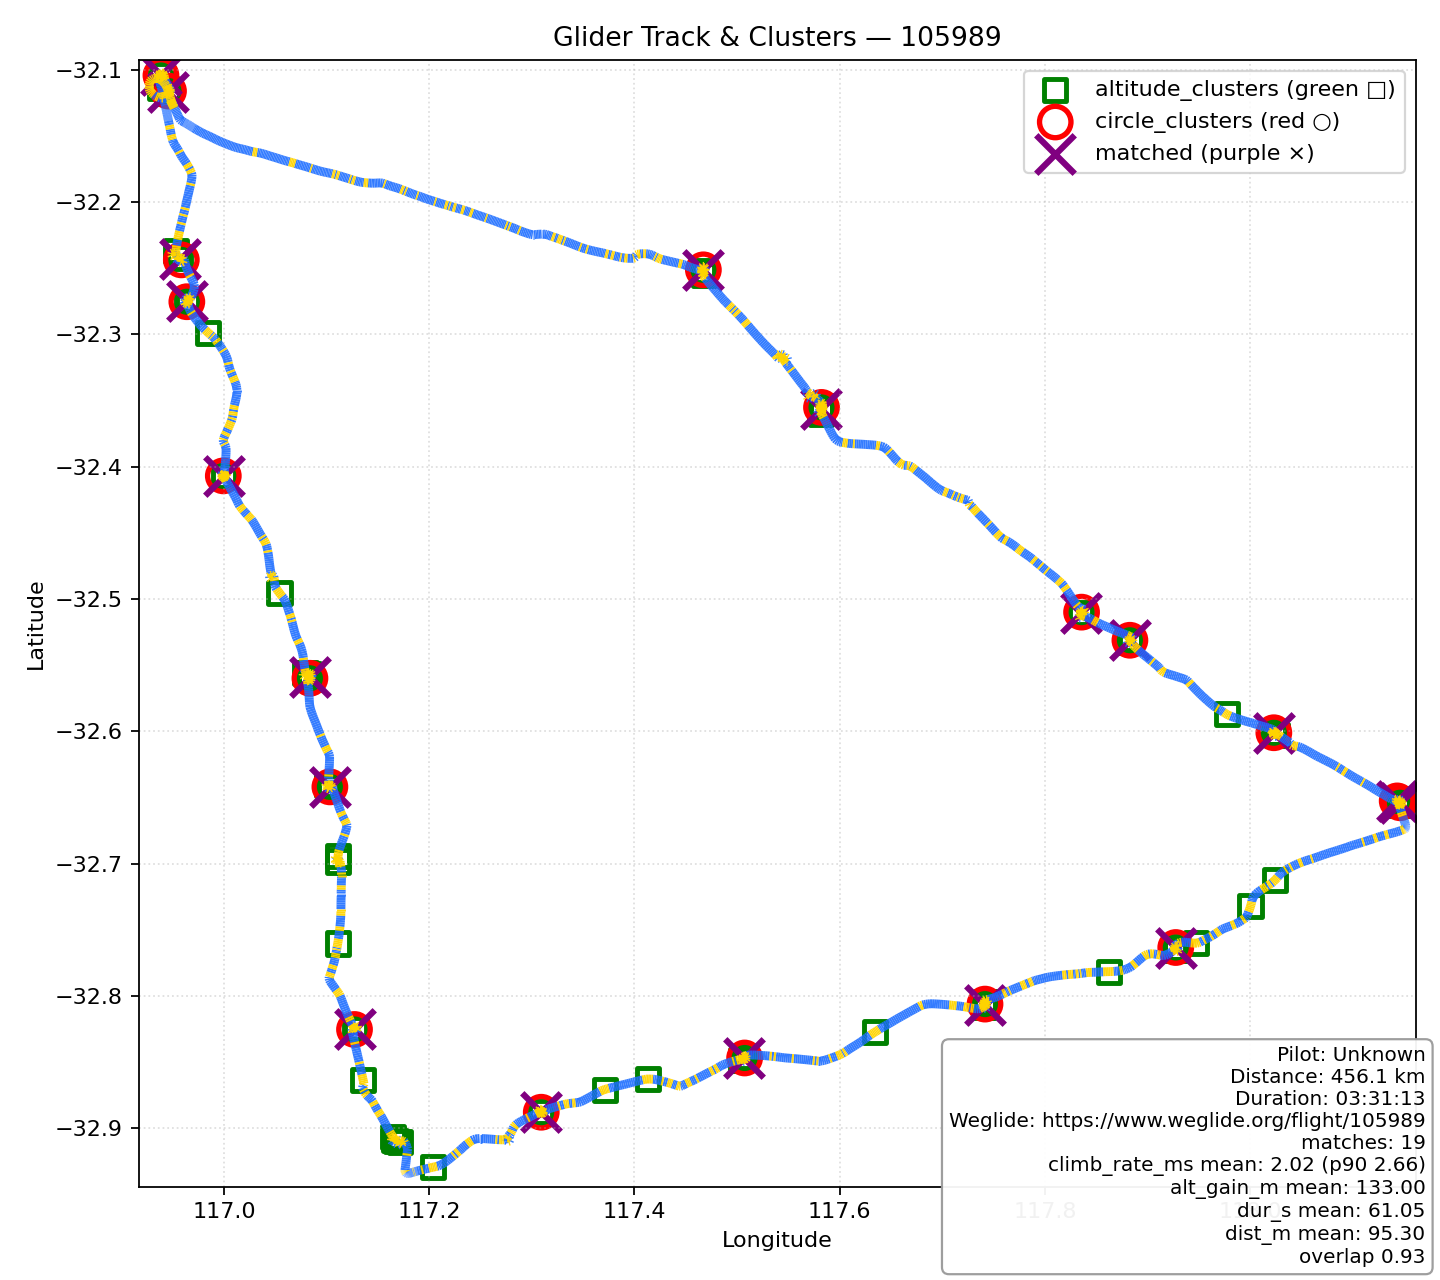 Glider Track & Clusters — 105989
altitude_clusters (green □)
circle_clusters (red ○)
matched (purple ×)
−32.1
−32.2
−32.3
−32.4
−32.5
−32.6
−32.7
−32.8
−32.9
Latitude
117.0
117.2
117.4
117.6
117.8
Longitude
Pilot: Unknown
Distance: 456.1 km
Duration: 03:31:13
Weglide: https://www.weglide.org/flight/105989
matches: 19
climb_rate_ms mean: 2.02 (p90 2.66)
alt_gain_m mean: 133.00
dur_s mean: 61.05
dist_m mean: 95.30
overlap 0.93